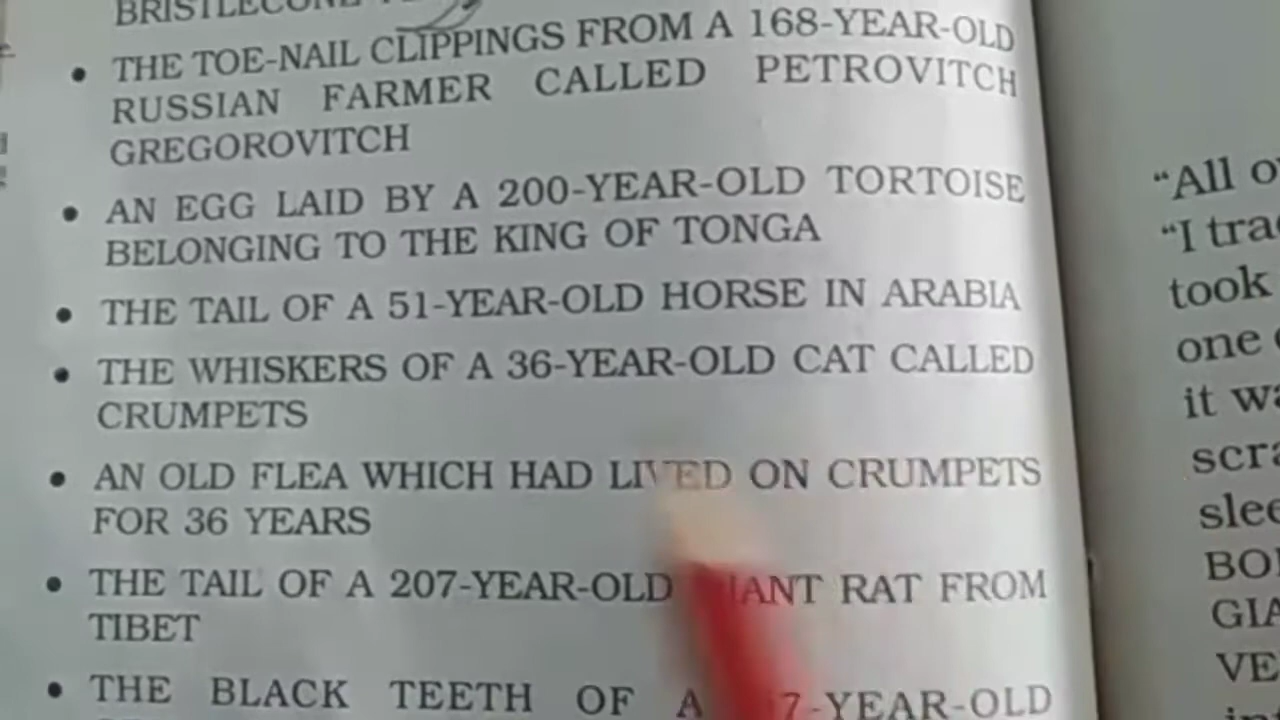 BRISTLECONE
• THE TOE-NAIL CLIPPINGS FROM A 168-YEAR-OLD
RUSSIAN FARMER CALLED PETROVITCH
GREGOROVITCH
• AN EGG LAID BY A 200-YEAR-OLD TORTOISE
BELONGING TO THE KING OF TONGA
• THE TAIL OF A 51-YEAR-OLD HORSE IN ARABIA
• THE WHISKERS OF A 36-YEAR-OLD CAT CALLED
CRUMPETS
• AN OLD FLEA WHICH HAD LIVED ON CRUMPETS
FOR 36 YEARS
• THE TAIL OF A 207-YEAR-OLD RAT FROM
TIBET
• THE BLACK TEETH OF A 7-YEAR-OLD
“All
“I
took
one
it
BO
GIA
VE